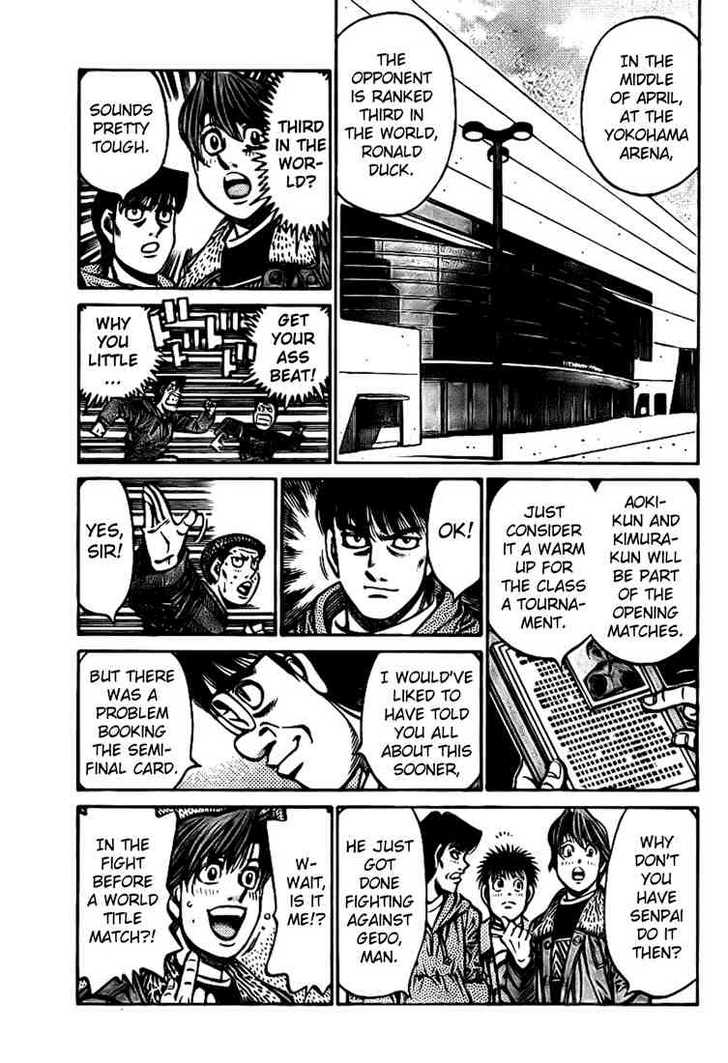 IN THE
MIDDLE
OF APRIL,
AT THE
YOKOHAMA
ARENA,
THE
OPPONENT
IS RANKED
THIRD IN
THE WORLD,
RONALD
DUCK.
THIRD
IN THE
WOR-
LD?
SOUNDS
PRETTY
TOUGH.
GET
YOUR
ASS
BEAT!
WHY
YOU
LITTLE
...
AOKI-
KUN AND
KIMURA-
KUN WILL
BE PART
OF THE
OPENING
MATCHES.
JUST
CONSIDER
IT A WARM
UP FOR
THE CLASS
A TOURNA-
MENT.
OK!
YES,
SIR!
I WOULD'VE
LIKED TO
HAVE TOLD
YOU ALL
ABOUT THIS
SOONER,
BUT THERE
WAS A
PROBLEM
BOOKING
THE SEMI-
FINAL CARD.
WHY
DON'T
YOU
HAVE
SENPAI
DO IT
THEN?
HE JUST
GOT
DONE
FIGHTING
AGAINST
GEDO,
MAN.
W-
WAIT,
IS IT
ME!?
IN THE
FIGHT
BEFORE
A WORLD
TITLE
MATCH?!